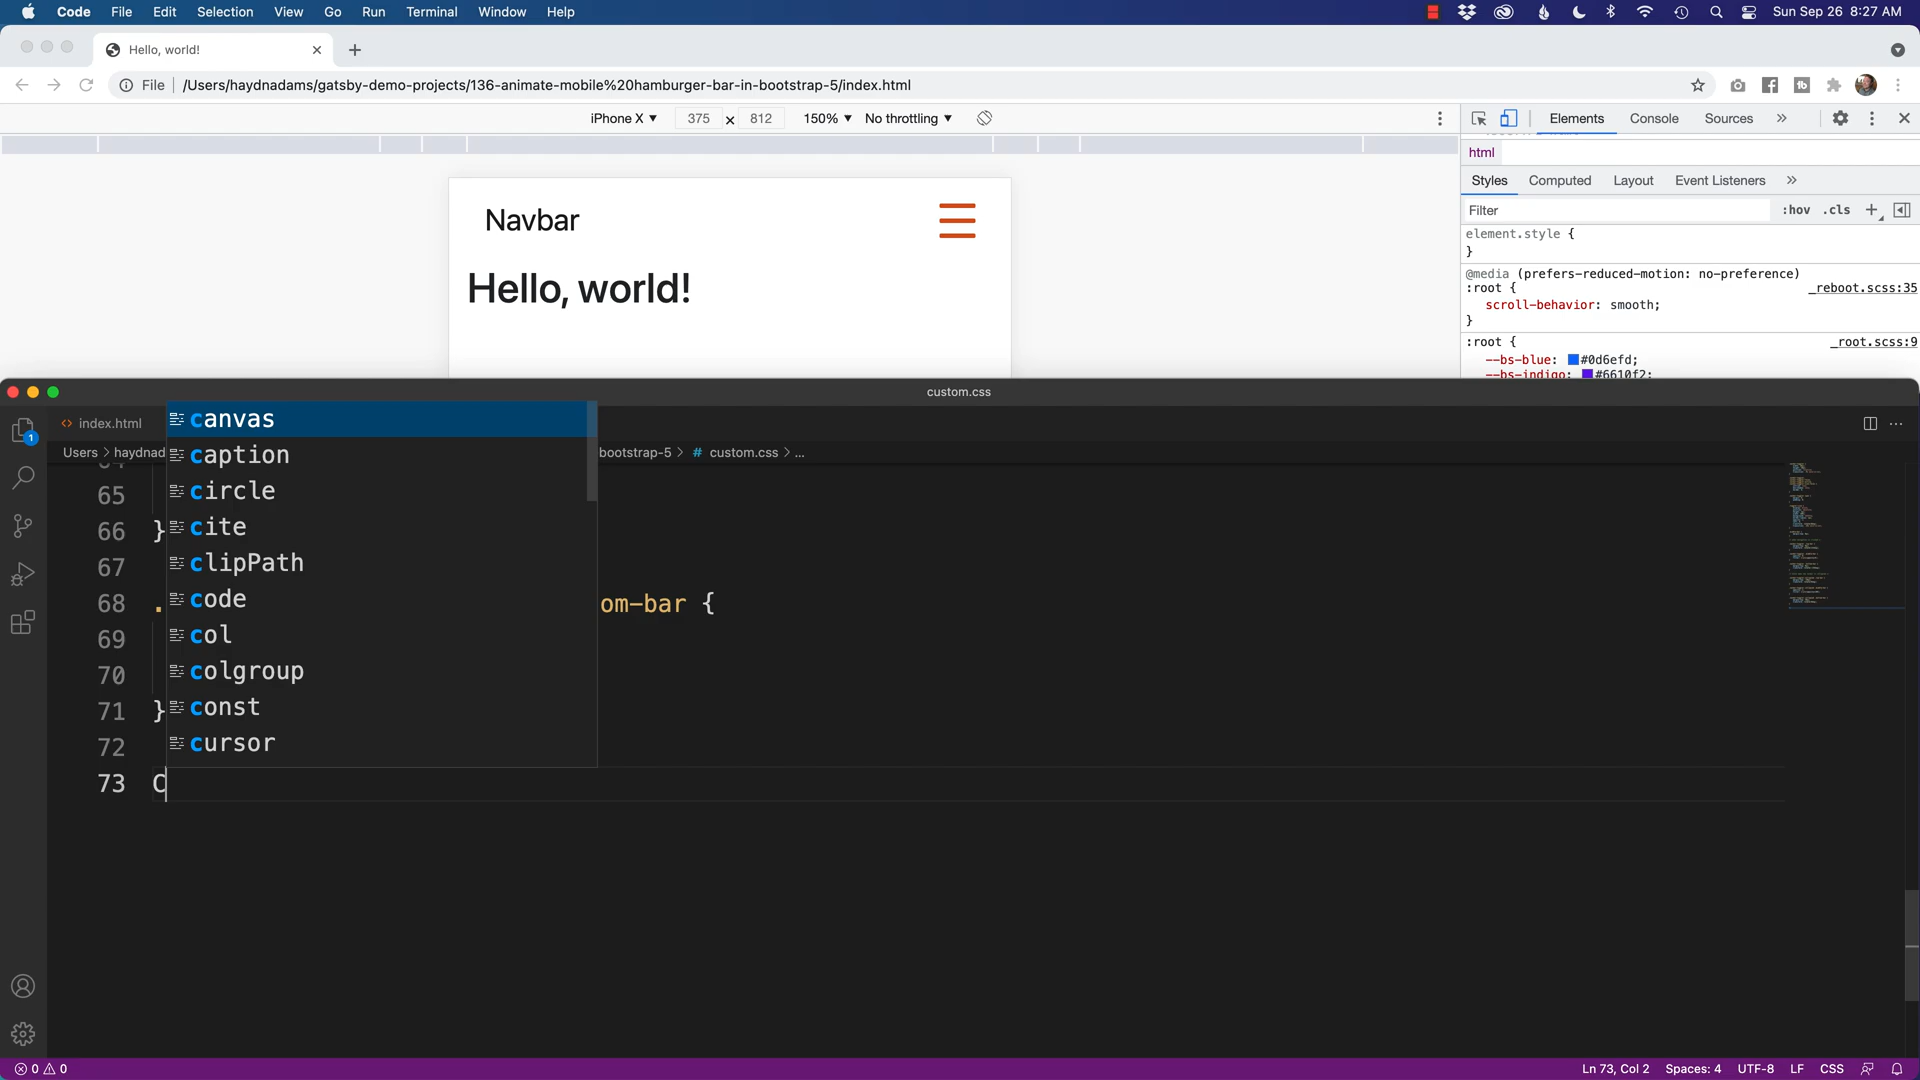 Code File Edit Selection View Go Run Terminal Window Help Sun Sep 26 8:27 AM
Hello, world!
File /Users/haydnadams/gatsby-demo-projects/136-animate-mobile%20hamburger-bar-in-bootstrap-5/index.html
iPhone X 375 x 812 150% No throttling
Elements Console Sources
html
Styles Computed Layout Event Listeners
Filter :hov .cls
element.style {
}
@media (prefers-reduced-motion: no-preference)
:root { _reboot.scss:35
scroll-behavior: smooth;
}
:root { _root.scss:9
--bs-blue: #0d6efd;
--bs-indigo: #6610f2;
Navbar
Hello, world!
custom.css
index.html
Users > haydnad bootstrap-5 > # custom.css > ...
canvas
caption
circle
cite
clipPath
code
col
colgroup
const
cursor
65
66 }
67
68 . om-bar {
69
70
71 }
72
73 C
0 0 Ln 73, Col 2 Spaces: 4 UTF-8 LF CSS